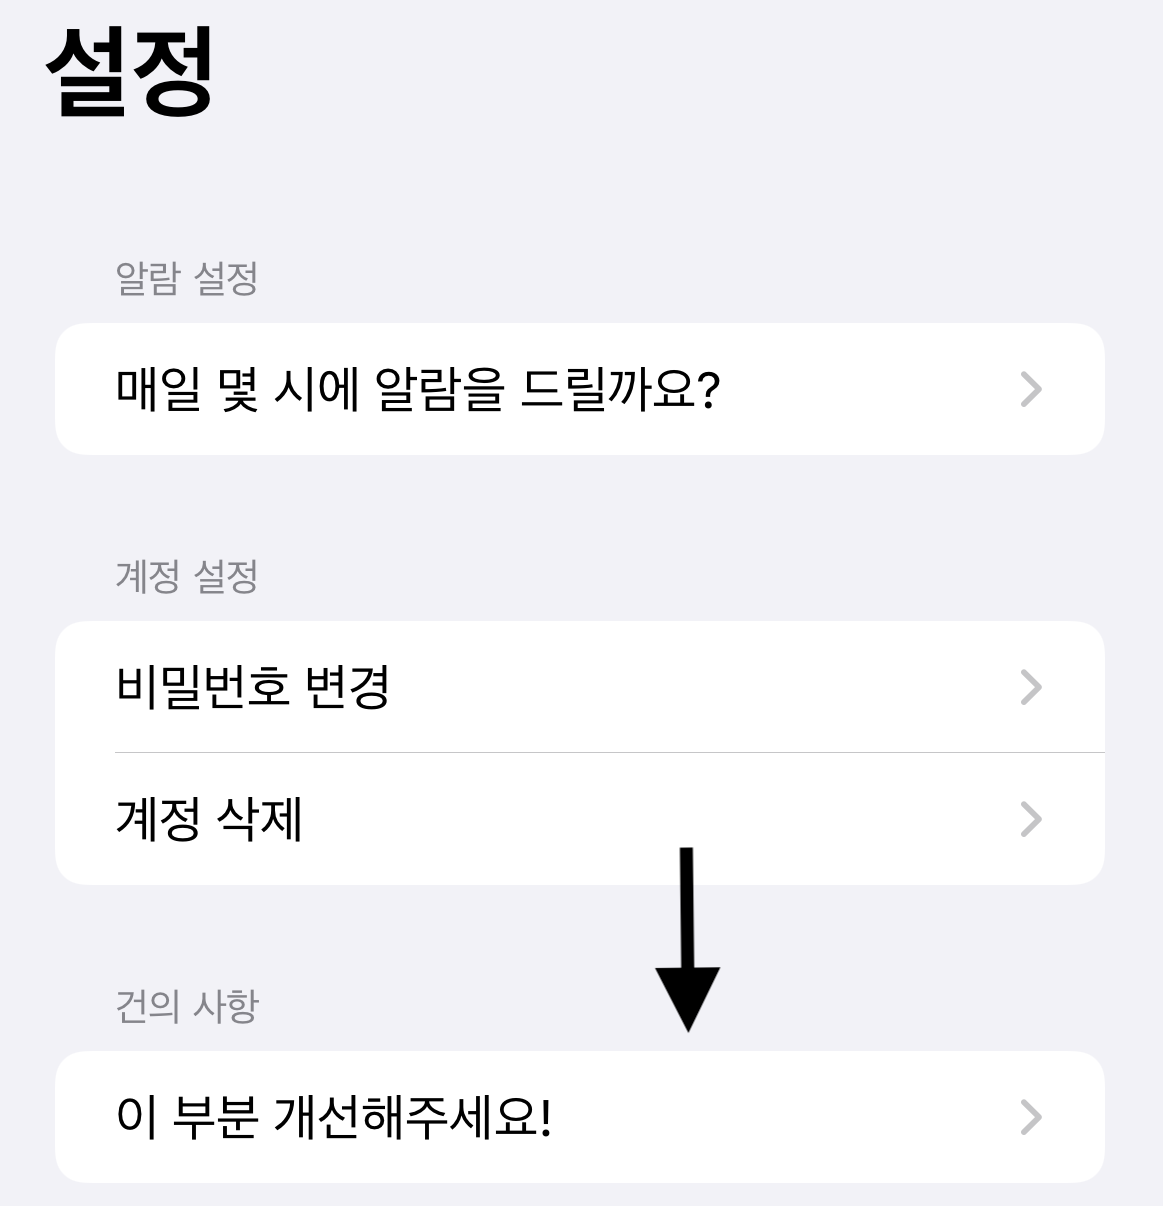 설정
알람 설정
매일 몇 시에 알람을 드릴까요?
계정 설정
비밀번호 변경
계정 삭제
건의 사항
이 부분 개선해주세요!